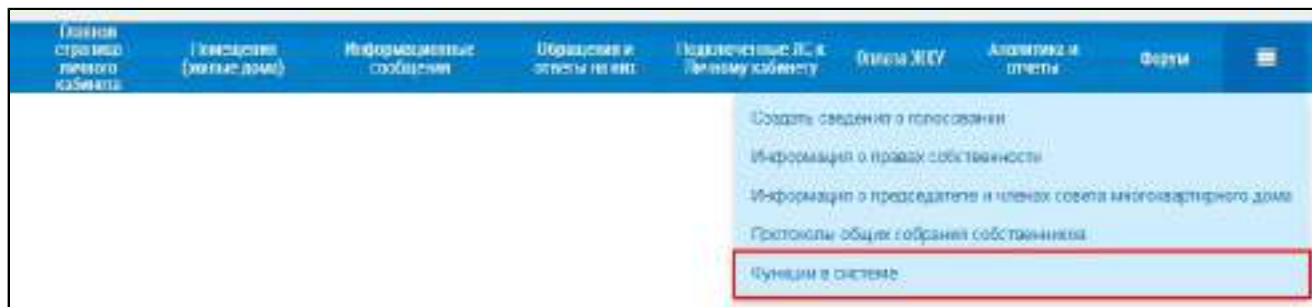 Главная
страница
личного
кабинета
Помещения
(жилые дома)
Информационные
сообщения
Обращения и
ответы на них
Подключенные ЛС к
Личному кабинету
Оплата ЖКУ
Аналитика и
отчеты
Форум
Создать сведения о голосовании
Информация о правах собственности
Информация о председателе и членах совета многоквартирного дома
Протоколы общих собраний собственников
Функции в системе